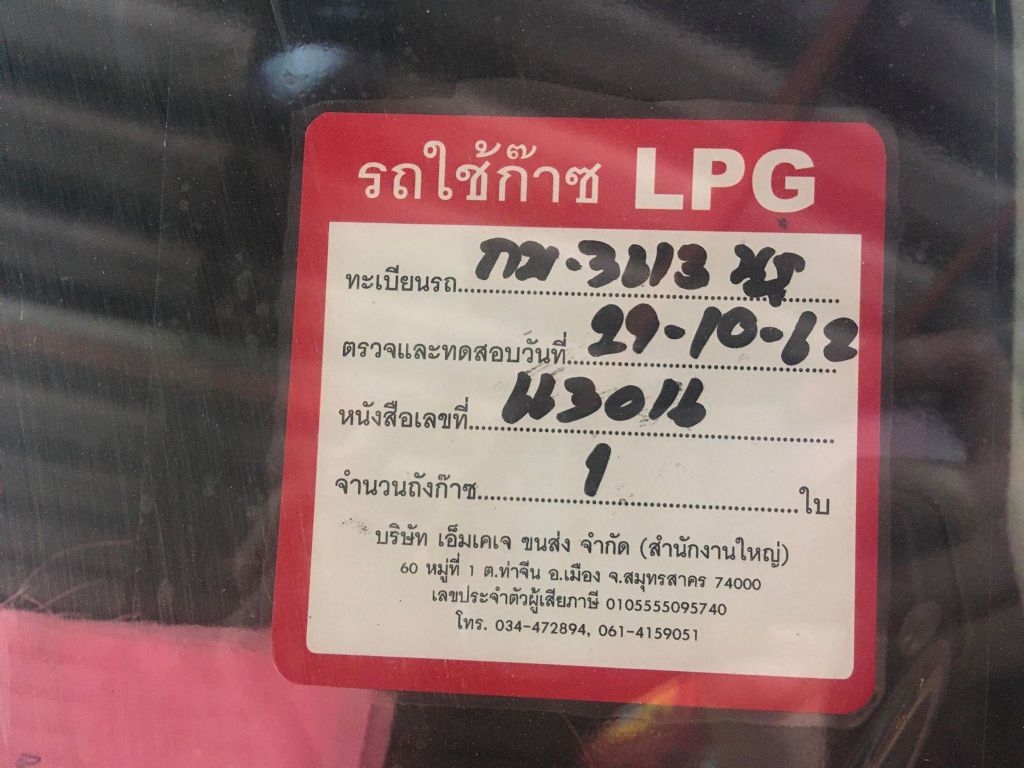 รถใช้ก๊าซ LPG
ทะเบียนรถ
ตรวจและทดสอบวันที่ 29-10-62
หนังสือเลขที่
จำนวนถังก๊าซ 1 ใบ
บริษัท เอ็มเคเจ ขนส่ง จำกัด (สำนักงานใหญ่)
60 หมู่ที่ 1 ต.ท่าจีน อ.เมือง จ.สมุทรสาคร 74000
เลขประจำตัวผู้เสียภาษี 0105555095740
โทร. 034-472894, 061-4159051